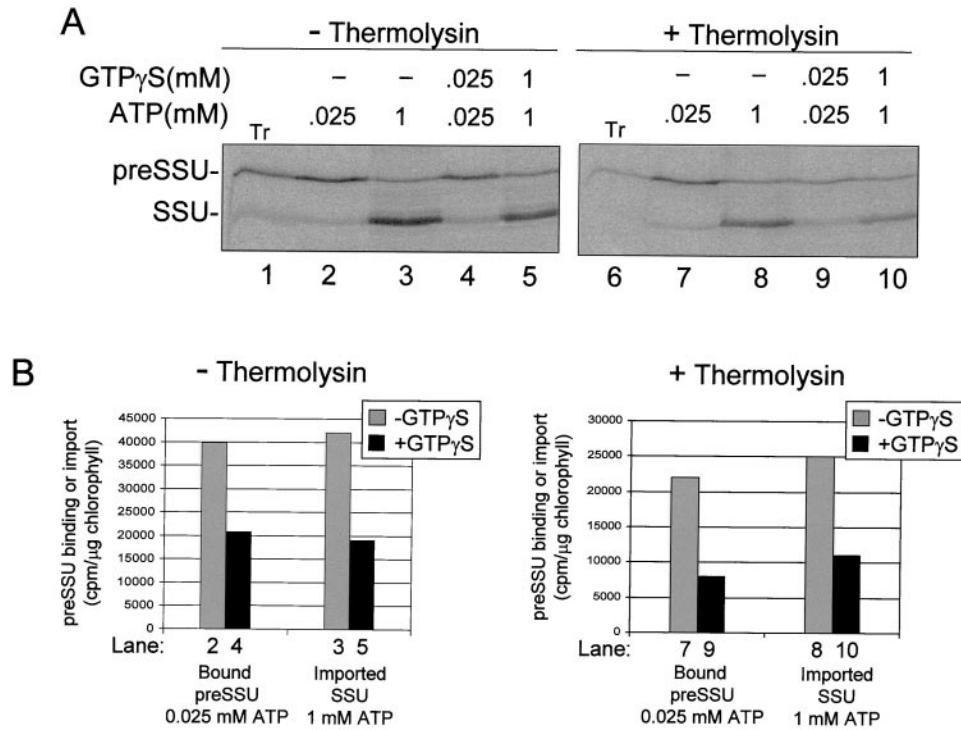 A
- Thermolysin + Thermolysin
GTPγS(mM) – – .025 1 – – .025 1
ATP(mM) Tr .025 1 .025 1 Tr .025 1 .025 1
preSSU-
SSU-
1 2 3 4 5 6 7 8 9 10
B
- Thermolysin
preSSU binding or import
(cpm/μg chlorophyll)
45000
40000
35000
30000
25000
20000
15000
10000
5000
0
-GTPγS
+GTPγS
Lane: 2 4 3 5
Bound Imported
preSSU SSU
0.025 mM ATP 1 mM ATP
+ Thermolysin
preSSU binding or import
(cpm/μg chlorophyll)
30000
25000
20000
15000
10000
5000
0
-GTPγS
+GTPγS
Lane: 7 9 8 10
Bound Imported
preSSU SSU
0.025 mM ATP 1 mM ATP